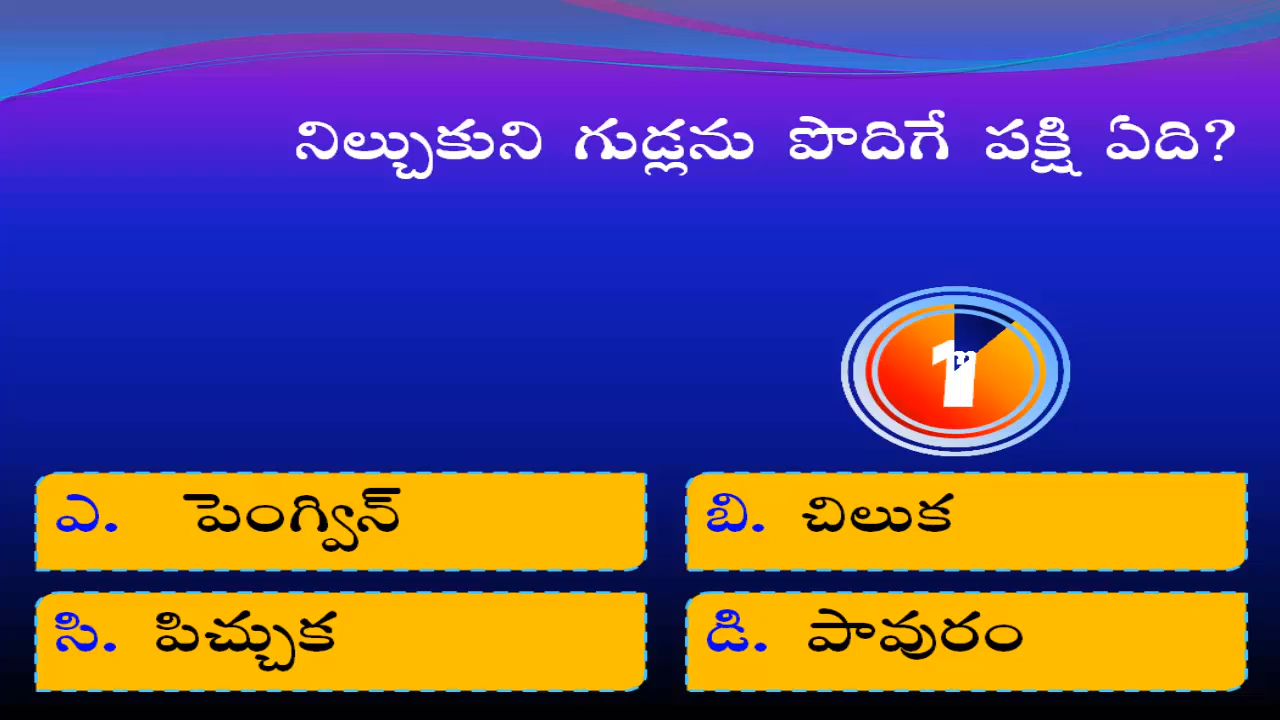 నిల్చుకుని గుడ్లను పొదిగే పక్షి ఏది?
1
ఎ. పెంగ్విన్
బి. చిలుక
సి. పిచ్చుక
డి. పావురం